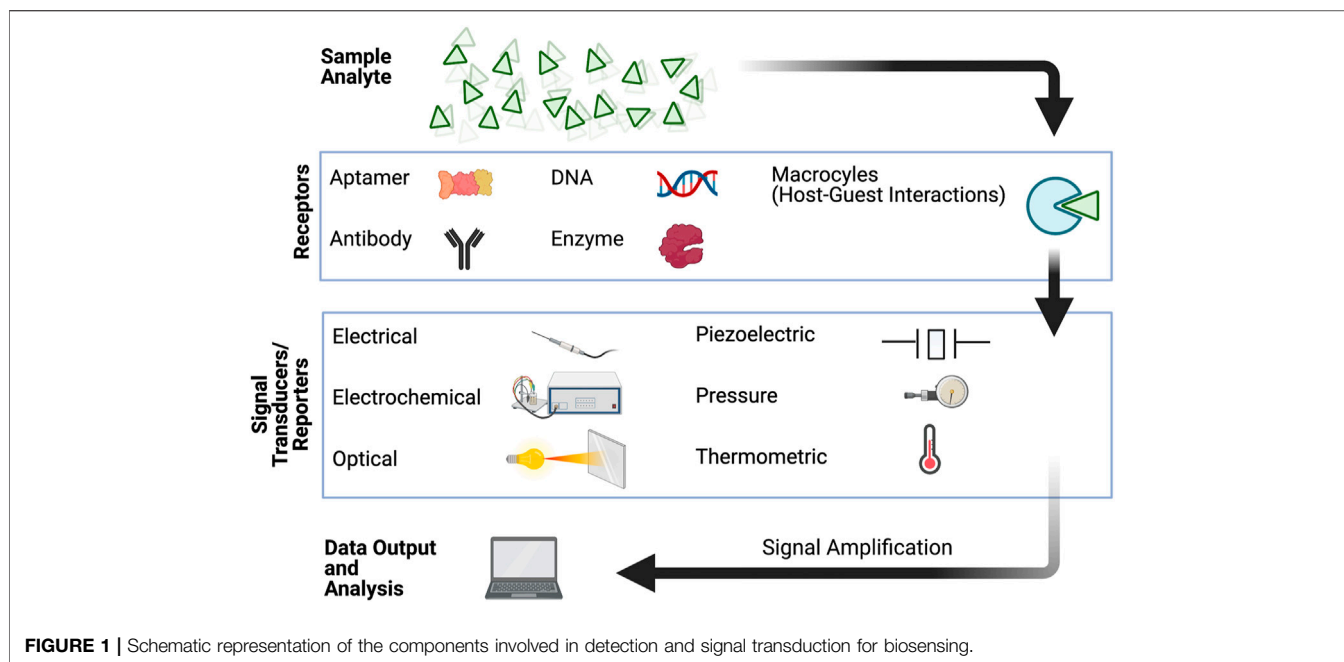 Sample
Analyte
Receptors
Aptamer
DNA
Macrocyles
(Host-Guest Interactions)
Antibody
Enzyme
Signal
Transducers/
Reporters
Electrical
Piezoelectric
Electrochemical
Pressure
Optical
Thermometric
Data Output
and
Analysis
Signal Amplification
FIGURE 1 | Schematic representation of the components involved in detection and signal transduction for biosensing.